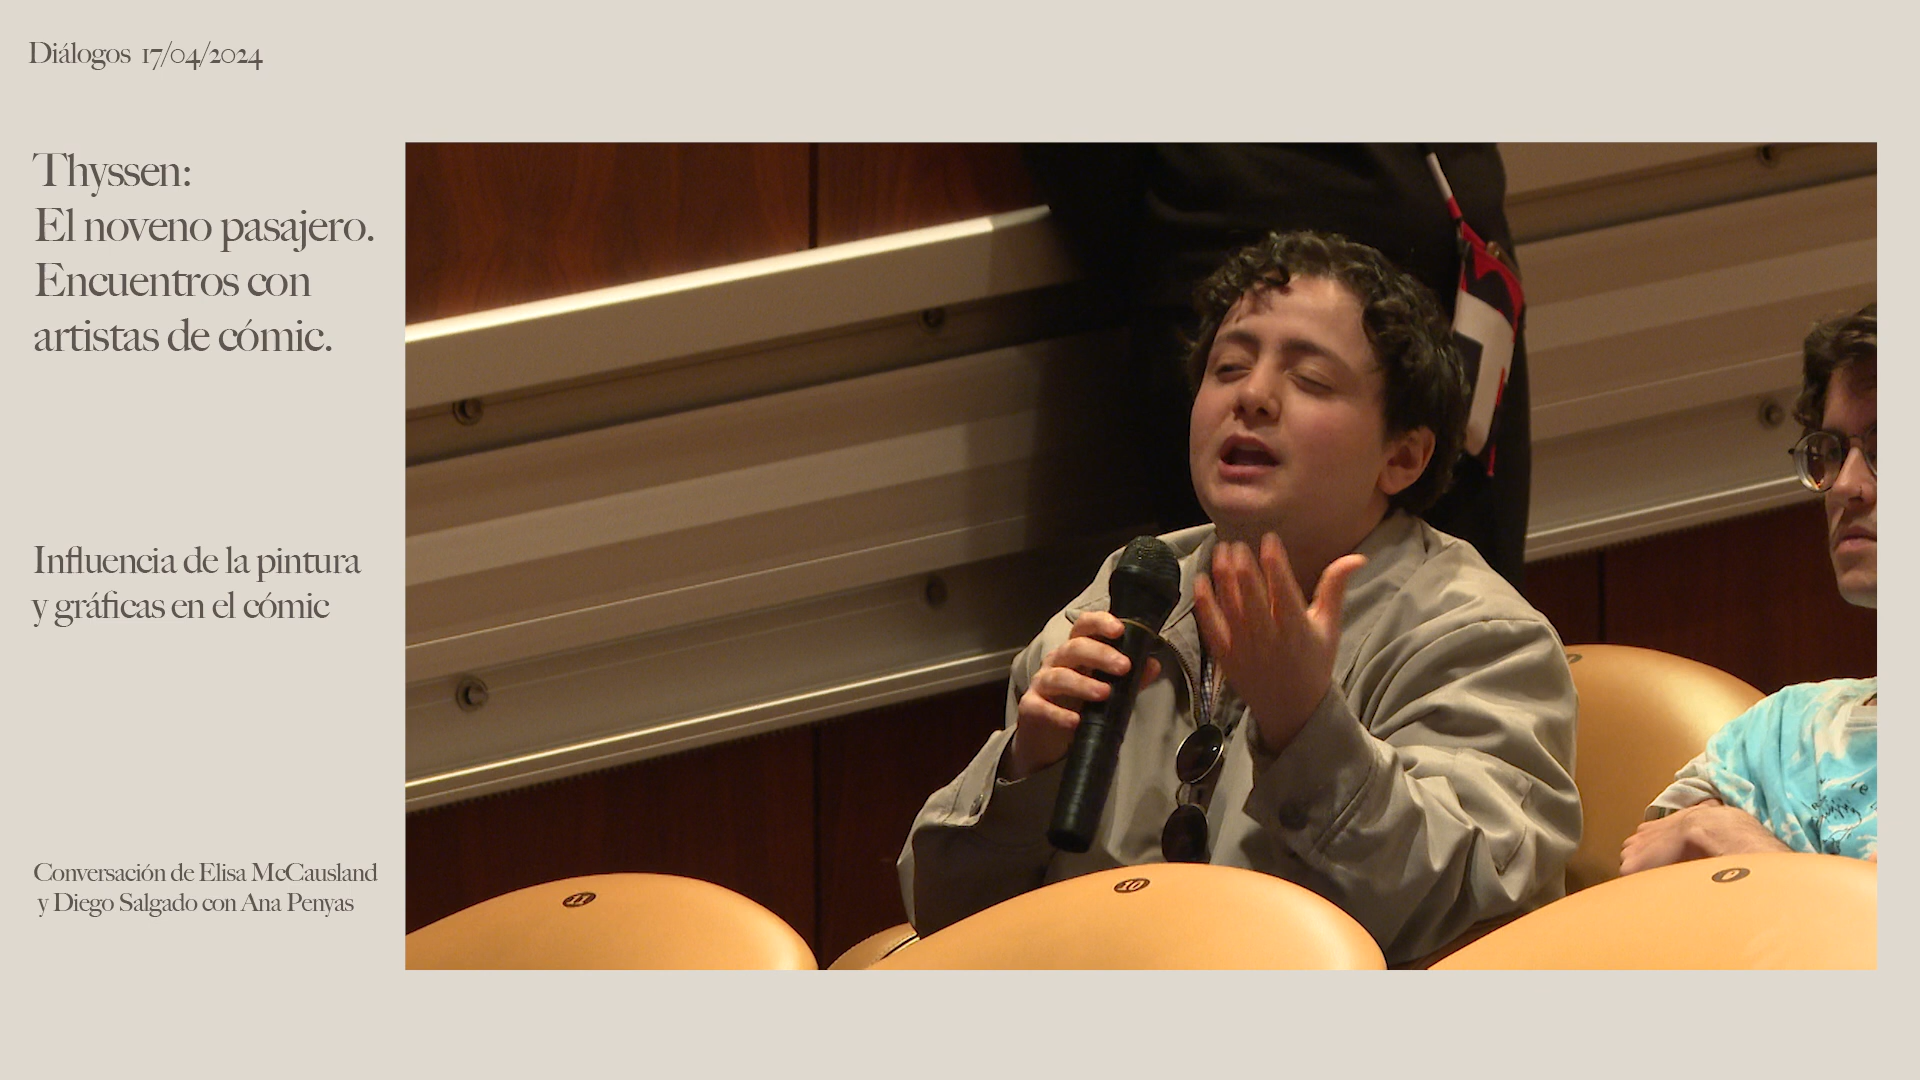 Diálogos 17/04/2024
Thyssen:
El noveno pasajero.
Encuentros con
artistas de cómic.
Influencia de la pintura
y gráficas en el cómic
Conversación de Elisa McCausland
y Diego Salgado con Ana Penyas
11
10